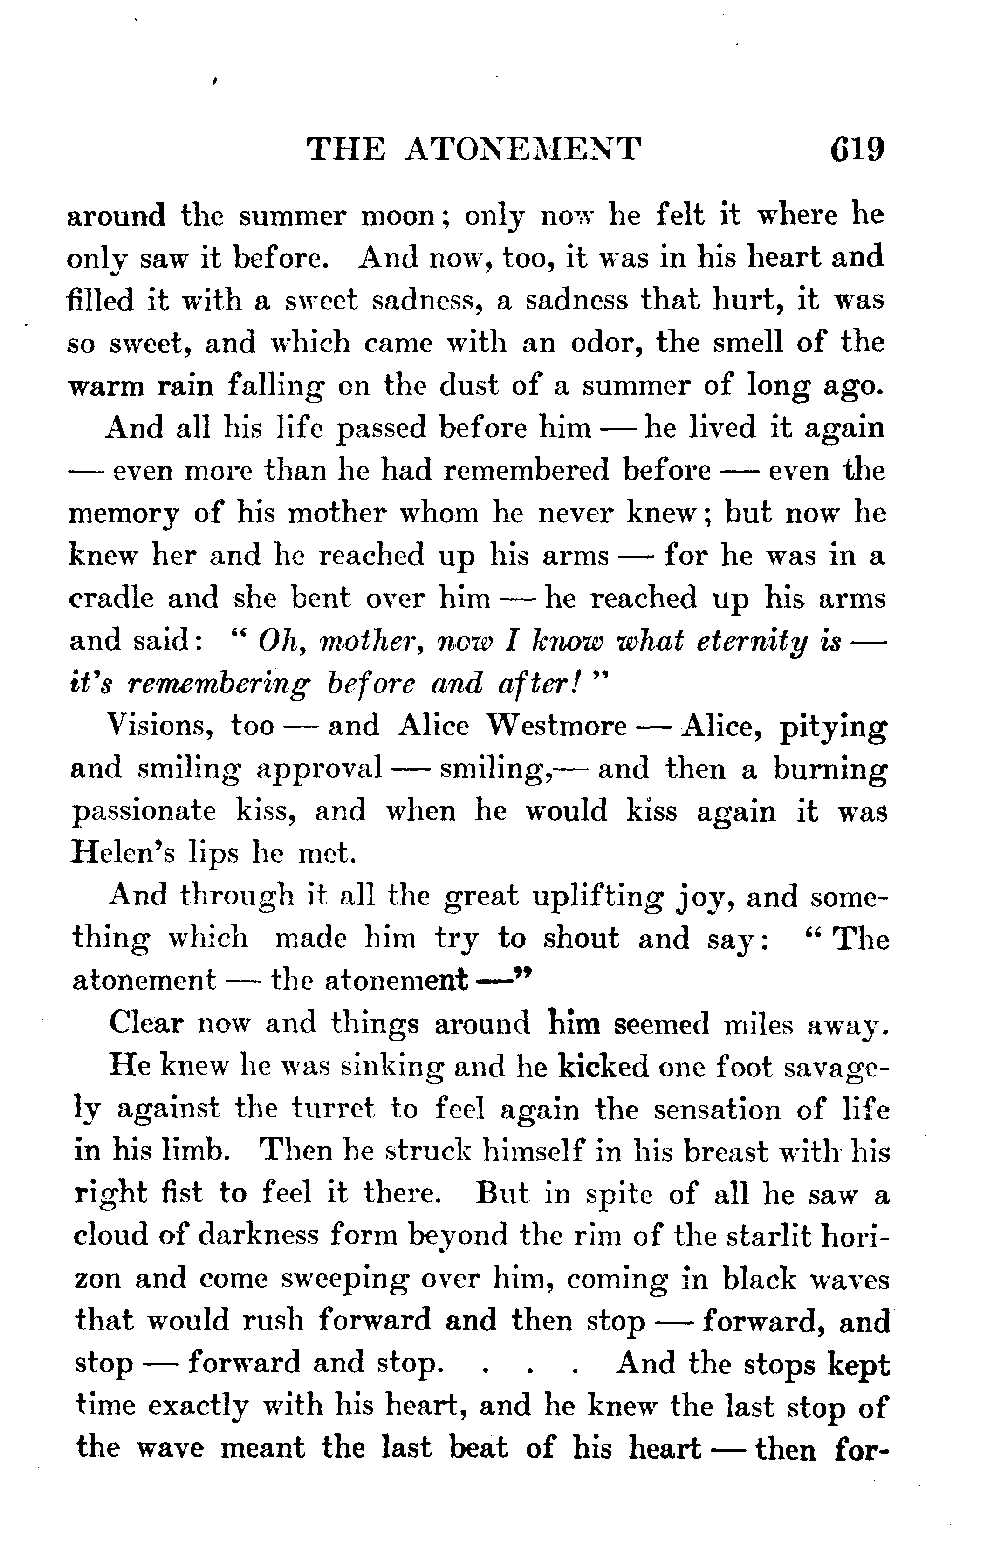 THE ATONEMENT 619
around the summer moon; only now he felt it where he
only saw it before. And now, too, it was in his heart and
filled it with a sweet sadness, a sadness that hurt, it was
so sweet, and which came with an odor, the smell of the
warm rain falling on the dust of a summer of long ago.
And all his life passed before him — he lived it again
— even more than he had remembered before — even the
memory of his mother whom he never knew; but now he
knew her and he reached up his arms — for he was in a
cradle and she bent over him — he reached up his arms
and said: “ Oh, mother, now I know what eternity is —
it's remembering before and after! ”
Visions, too — and Alice Westmore — Alice, pitying
and smiling approval — smiling,— and then a burning
passionate kiss, and when he would kiss again it was
Helen's lips he met.
And through it all the great uplifting joy, and some-
thing which made him try to shout and say: “ The
atonement — the atonement —”
Clear now and things around him seemed miles away.
He knew he was sinking and he kicked one foot savage-
ly against the turret to feel again the sensation of life
in his limb. Then he struck himself in his breast with his
right fist to feel it there. But in spite of all he saw a
cloud of darkness form beyond the rim of the starlit hori-
zon and come sweeping over him, coming in black waves
that would rush forward and then stop — forward, and
stop — forward and stop. . . . And the stops kept
time exactly with his heart, and he knew the last stop of
the wave meant the last beat of his heart — then for-